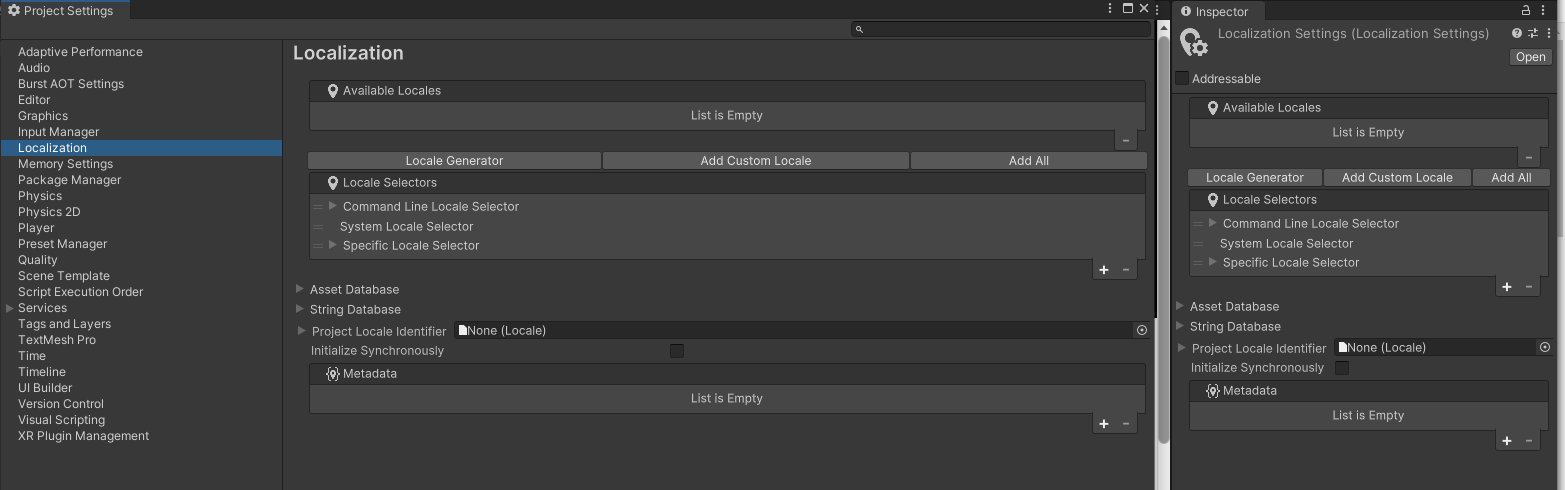 Project Settings
Adaptive Performance
Audio
Burst AOT Settings
Editor
Graphics
Input Manager
Localization
Memory Settings
Package Manager
Physics
Physics 2D
Player
Preset Manager
Quality
Scene Template
Script Execution Order
Services
Tags and Layers
TextMesh Pro
Time
Timeline
UI Builder
Version Control
Visual Scripting
XR Plugin Management
Localization
Available Locales
List is Empty
Locale Generator Add Custom Locale Add All
Locale Selectors
Command Line Locale Selector
System Locale Selector
Specific Locale Selector
Asset Database
String Database
Project Locale Identifier None (Locale)
Initialize Synchronously
Metadata
List is Empty
Inspector
Localization Settings (Localization Settings)
Open
Addressable
Available Locales
List is Empty
Locale Generator Add Custom Locale Add All
Locale Selectors
Command Line Locale Selector
System Locale Selector
Specific Locale Selector
Asset Database
String Database
Project Locale Identifier None (Locale)
Initialize Synchronously
Metadata
List is Empty